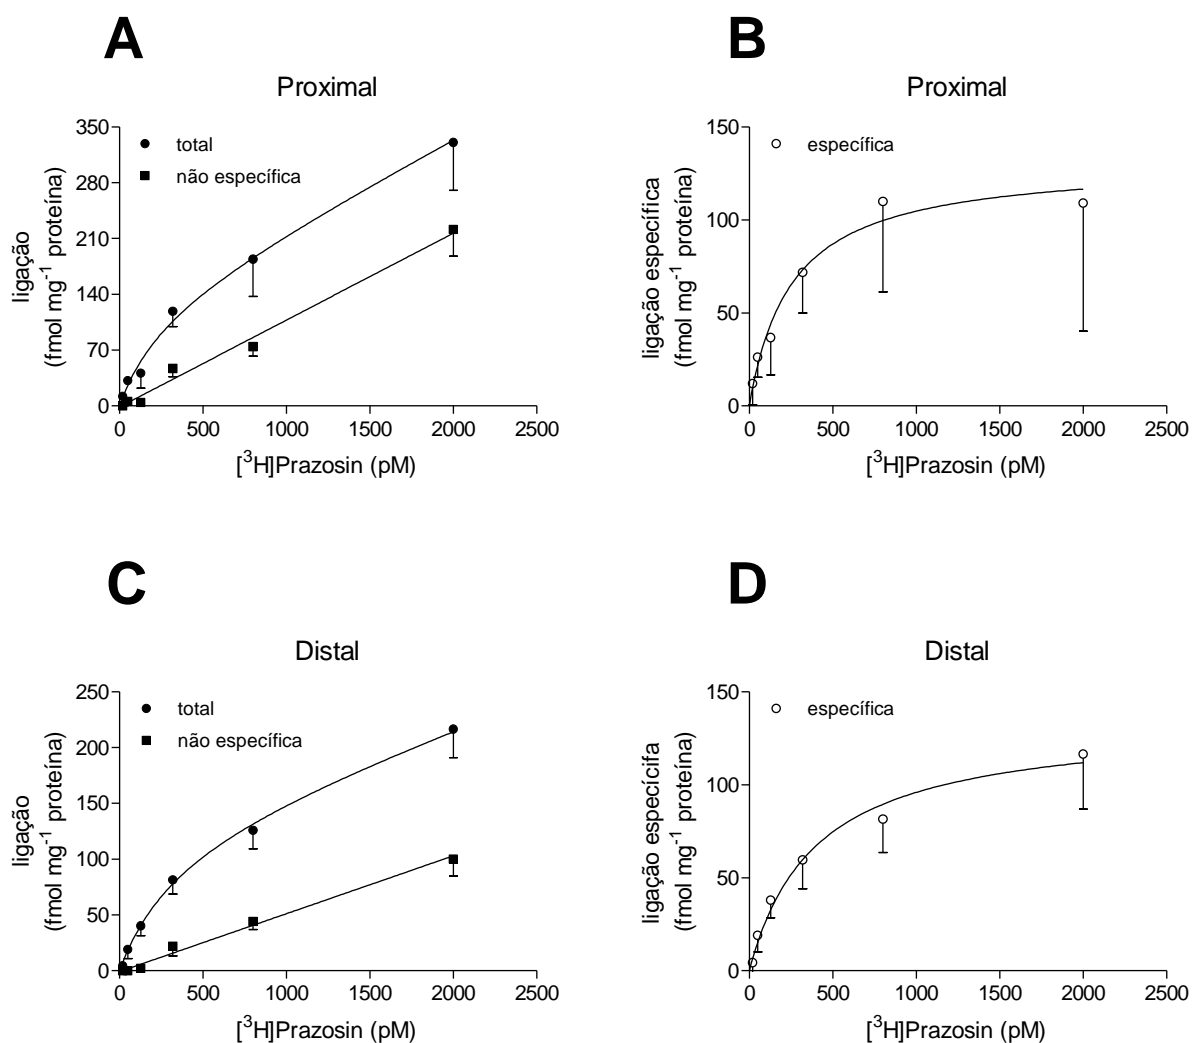 A
Proximal
350
280
210
140
70
0
ligação
(fmol mg⁻¹ proteína)
total
não específica
0 500 1000 1500 2000 2500
[³H]Prazosin (pM)
B
Proximal
150
100
50
0
ligação específica
(fmol mg⁻¹ proteína)
específica
0 500 1000 1500 2000 2500
[³H]Prazosin (pM)
C
Distal
250
200
150
100
50
0
ligação
(fmol mg⁻¹ proteína)
total
não específica
0 500 1000 1500 2000 2500
[³H]Prazosin (pM)
D
Distal
150
100
50
0
ligação especícifa
(fmol mg⁻¹ proteína)
específica
0 500 1000 1500 2000 2500
[³H]Prazosin (pM)